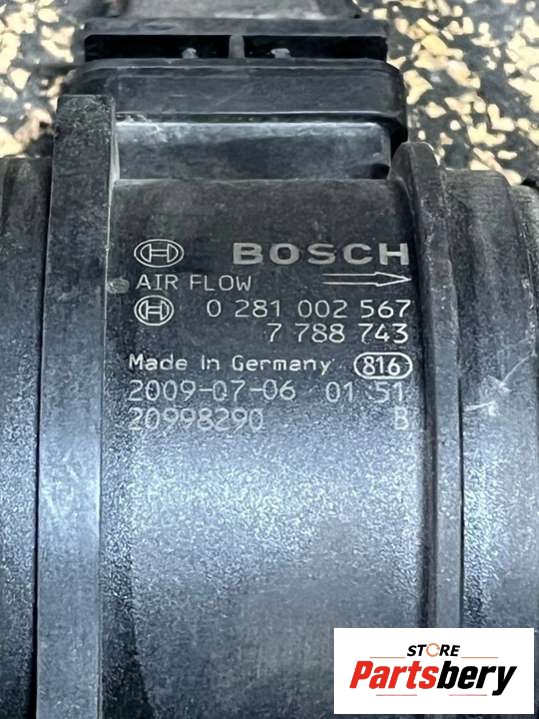 BOSCH
AIR FLOW
0 281 002 567
7 788 743
Made in Germany 816
2009-07-06 01 51
20998290 B
STORE
Partsbery